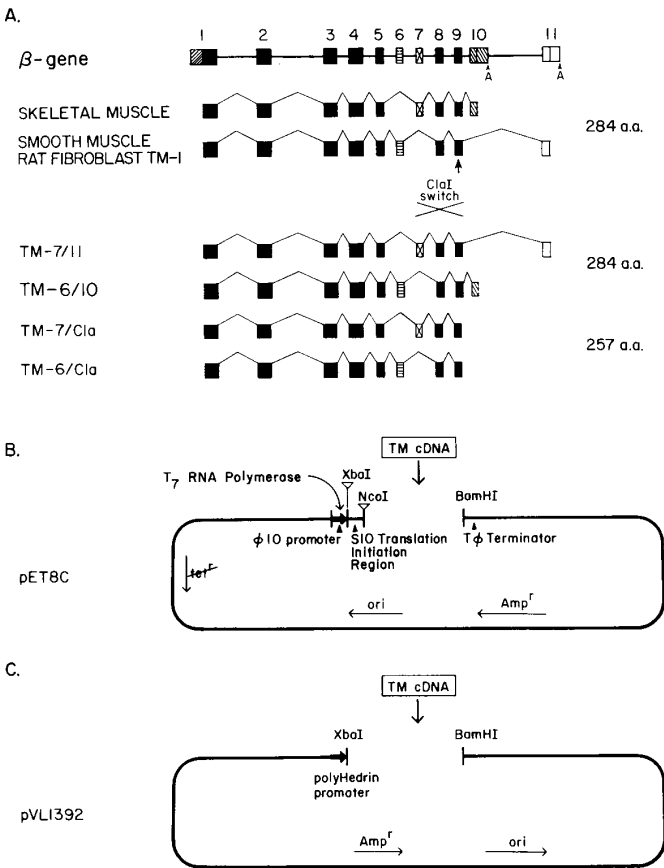 A.
1 2 3 4 5 6 7 8 9 10 11
β-gene
A A
SKELETAL MUSCLE
284 a.a.
SMOOTH MUSCLE
RAT FIBROBLAST TM-1
ClaI
switch
TM-7/11
284 a.a.
TM-6/10
TM-7/Cla
257 a.a.
TM-6/Cla
B.
TM cDNA
XbaI
T7 RNA Polymerase
NcoI
BamHI
φ10 promoter
S10 Translation
Initiation
Region
Tφ Terminator
tet r
pET8C
ori
Amp r
C.
TM cDNA
XbaI
BamHI
polyHedrin
promoter
pVL1392
Amp r
ori